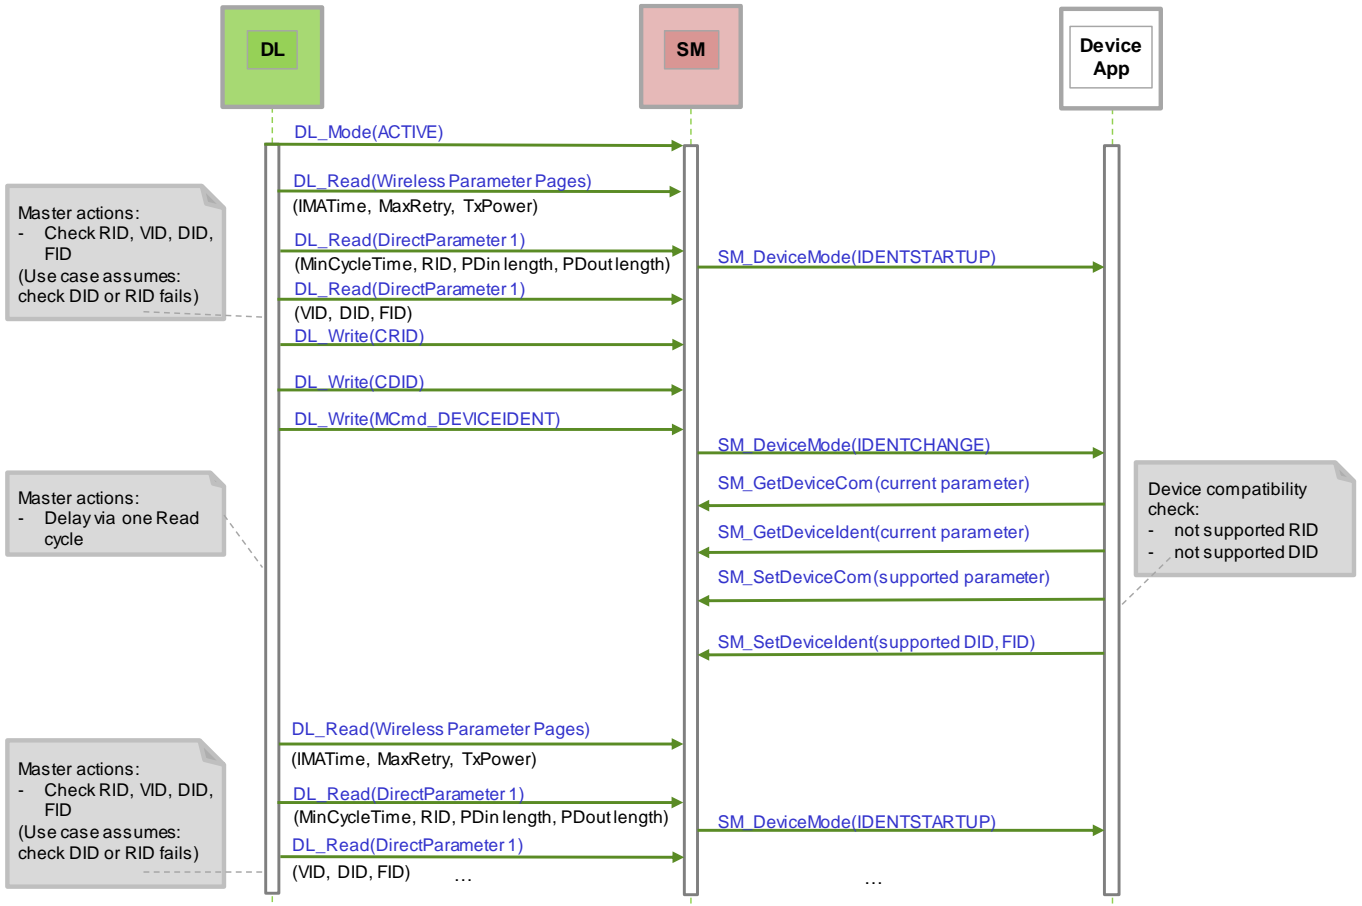 DL
SM
Device
App
DL_Mode(ACTIVE)
DL_Read(Wireless Parameter Pages)
(IMATime, MaxRetry, TxPower)
Master actions:
- Check RID, VID, DID,
FID
(Use case assumes:
check DID or RID fails)
DL_Read(DirectParameter 1)
(MinCycleTime, RID, PDin length, PDout length)
SM_DeviceMode(IDENTSTARTUP)
DL_Read(DirectParameter 1)
(VID, DID, FID)
DL_Write(CRID)
DL_Write(CDID)
DL_Write(MCmd_DEVICEIDENT)
SM_DeviceMode(IDENTCHANGE)
Master actions:
- Delay via one Read
cycle
SM_GetDeviceCom(current parameter)
SM_GetDeviceIdent(current parameter)
SM_SetDeviceCom(supported parameter)
SM_SetDeviceIdent(supported DID, FID)
Device compatibility
check:
- not supported RID
- not supported DID
DL_Read(Wireless Parameter Pages)
(IMATime, MaxRetry, TxPower)
Master actions:
- Check RID, VID, DID,
FID
(Use case assumes:
check DID or RID fails)
DL_Read(DirectParameter 1)
(MinCycleTime, RID, PDin length, PDout length)
SM_DeviceMode(IDENTSTARTUP)
DL_Read(DirectParameter 1)
(VID, DID, FID) ...
...